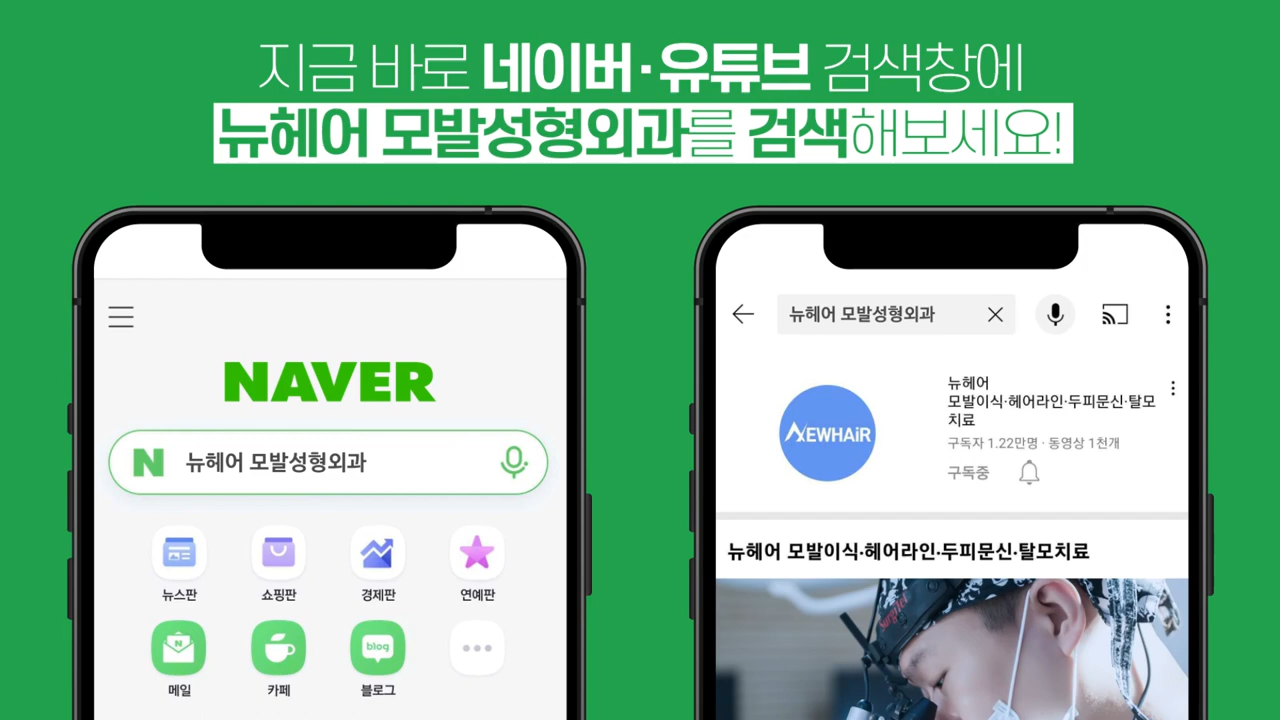 지금 바로 네이버·유튜브 검색창에
뉴헤어 모발성형외과를 검색해보세요!
NAVER
N 뉴헤어 모발성형외과
뉴스판 쇼핑판 경제판 연예판
N blog
메일 카페 블로그
뉴헤어 모발성형외과
NEWHAiR
뉴헤어
모발이식·헤어라인·두피문신·탈모
치료
구독자 1.22만명 · 동영상 1천개
구독중
뉴헤어 모발이식·헤어라인·두피문신·탈모치료